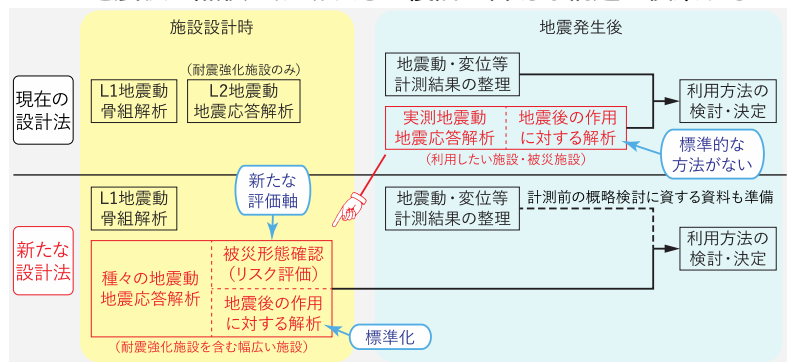 施設設計時
地震発生後
現在の
設計法
L1地震動
骨組解析
(耐震強化施設のみ)
L2地震動
地震応答解析
地震動・変位等
計測結果の整理
実測地震動
地震応答解析
地震後の作用
に対する解析
(利用したい施設・被災施設)
利用方法の
検討・決定
標準的な
方法がない
新たな
設計法
L1地震動
骨組解析
新たな
評価軸
種々の地震動
地震応答解析
被災形態確認
(リスク評価)
地震後の作用
に対する解析
(耐震強化施設を含む幅広い施設)
標準化
地震動・変位等
計測結果の整理
計測前の概略検討に資する資料も準備
利用方法の
検討・決定